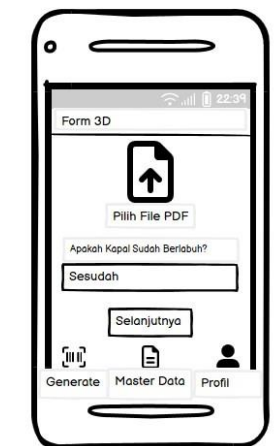 22:39
Form 3D
Pilih File PDF
Apakah Kapal Sudah Berlabuh?
Sesudah
Selanjutnya
Generate Master Data Profil